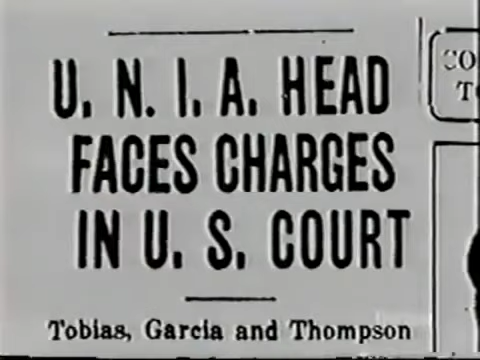 U. N. I. A. HEAD
FACES CHARGES
IN U. S. COURT
Tobias, Garcia and Thompson